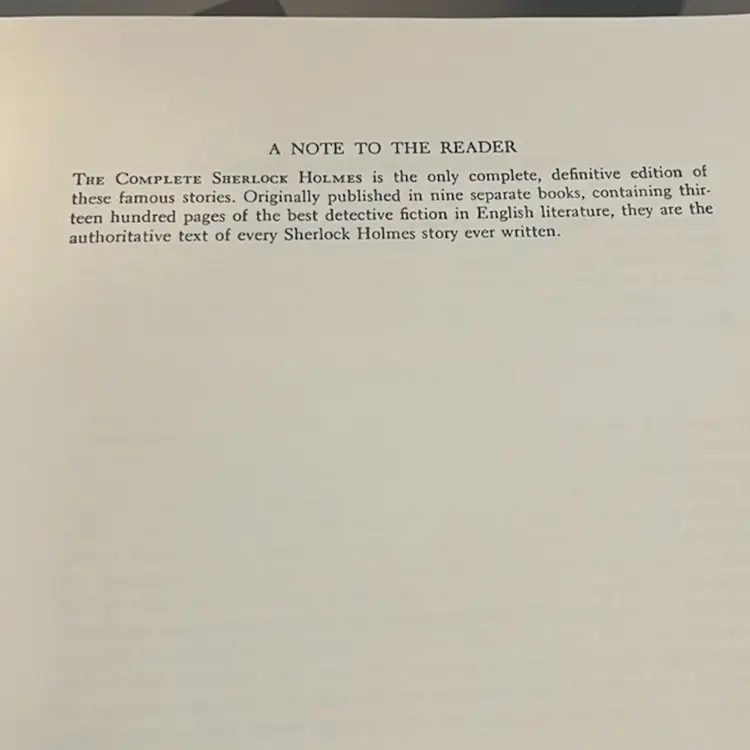 A NOTE TO THE READER
THE COMPLETE SHERLOCK HOLMES is the only complete, definitive edition of
these famous stories. Originally published in nine separate books, containing thir-
teen hundred pages of the best detective fiction in English literature, they are the
authoritative text of every Sherlock Holmes story ever written.